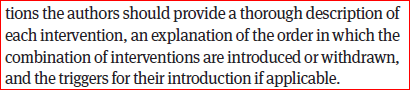 tions the authors should provide a thorough description of
each intervention, an explanation of the order in which the
combination of interventions are introduced or withdrawn,
and the triggers for their introduction if applicable.